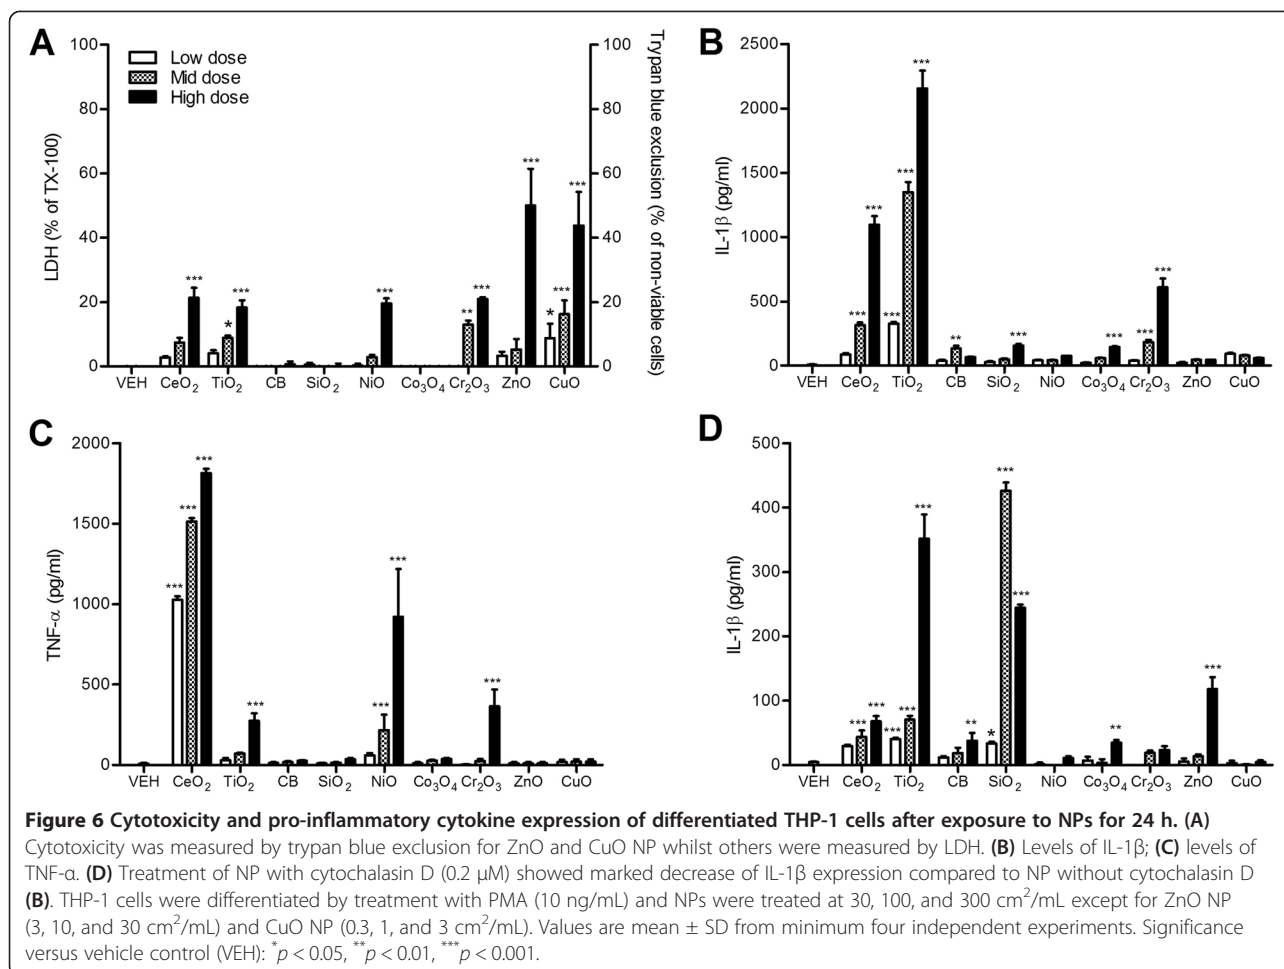 A
Low dose
Mid dose
High dose
LDH (% of TX-100)
100
80
60
40
20
0
Trypan blue exclusion (% of non-viable cells)
100
80
60
40
20
0
*** * *** *** ** *** *** * *** ***
VEH CeO₂ TiO₂ CB SiO₂ NiO Co₃O₄ Cr₂O₃ ZnO CuO
B
IL-1β (pg/ml)
2500
2000
1500
1000
500
0
*** *** *** *** *** ** *** *** *** ***
VEH CeO₂ TiO₂ CB SiO₂ NiO Co₃O₄ Cr₂O₃ ZnO CuO
C
TNF-α (pg/ml)
2000
1500
1000
500
0
*** *** *** *** *** *** ***
VEH CeO₂ TiO₂ CB SiO₂ NiO Co₃O₄ Cr₂O₃ ZnO CuO
D
IL-1β (pg/ml)
500
400
300
200
100
0
*** *** *** *** *** ** * *** *** ** ***
VEH CeO₂ TiO₂ CB SiO₂ NiO Co₃O₄ Cr₂O₃ ZnO CuO
Figure 6 Cytotoxicity and pro-inflammatory cytokine expression of differentiated THP-1 cells after exposure to NPs for 24 h. (A)
Cytotoxicity was measured by trypan blue exclusion for ZnO and CuO NP whilst others were measured by LDH. (B) Levels of IL-1β; (C) levels of
TNF-α. (D) Treatment of NP with cytochalasin D (0.2 μM) showed marked decrease of IL-1β expression compared to NP without cytochalasin D
(B). THP-1 cells were differentiated by treatment with PMA (10 ng/mL) and NPs were treated at 30, 100, and 300 cm²/mL except for ZnO NP
(3, 10, and 30 cm²/mL) and CuO NP (0.3, 1, and 3 cm²/mL). Values are mean ± SD from minimum four independent experiments. Significance
versus vehicle control (VEH): *p < 0.05, **p < 0.01, ***p < 0.001.